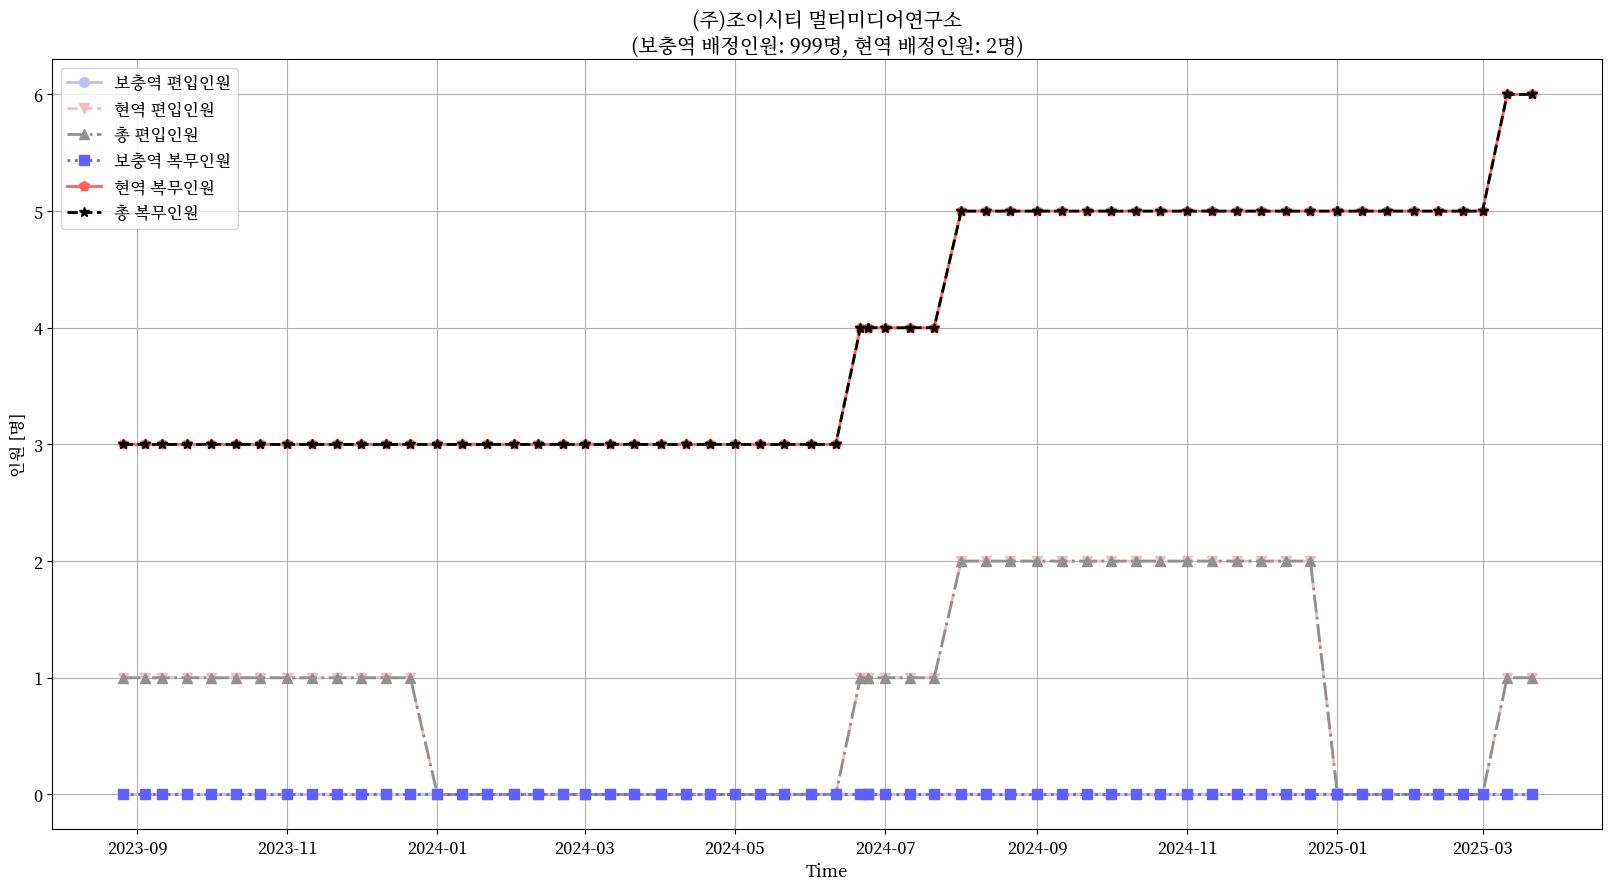 (주)조이시티 멀티미디어연구소
(보충역 배정인원: 999명, 현역 배정인원: 2명)
보충역 편입인원
현역 편입인원
총 편입인원
보충역 복무인원
현역 복무인원
총 복무인원
6
5
4
3
2
1
0
인원 [명]
2023-09
2023-11
2024-01
2024-03
2024-05
2024-07
2024-09
2024-11
2025-01
2025-03
Time